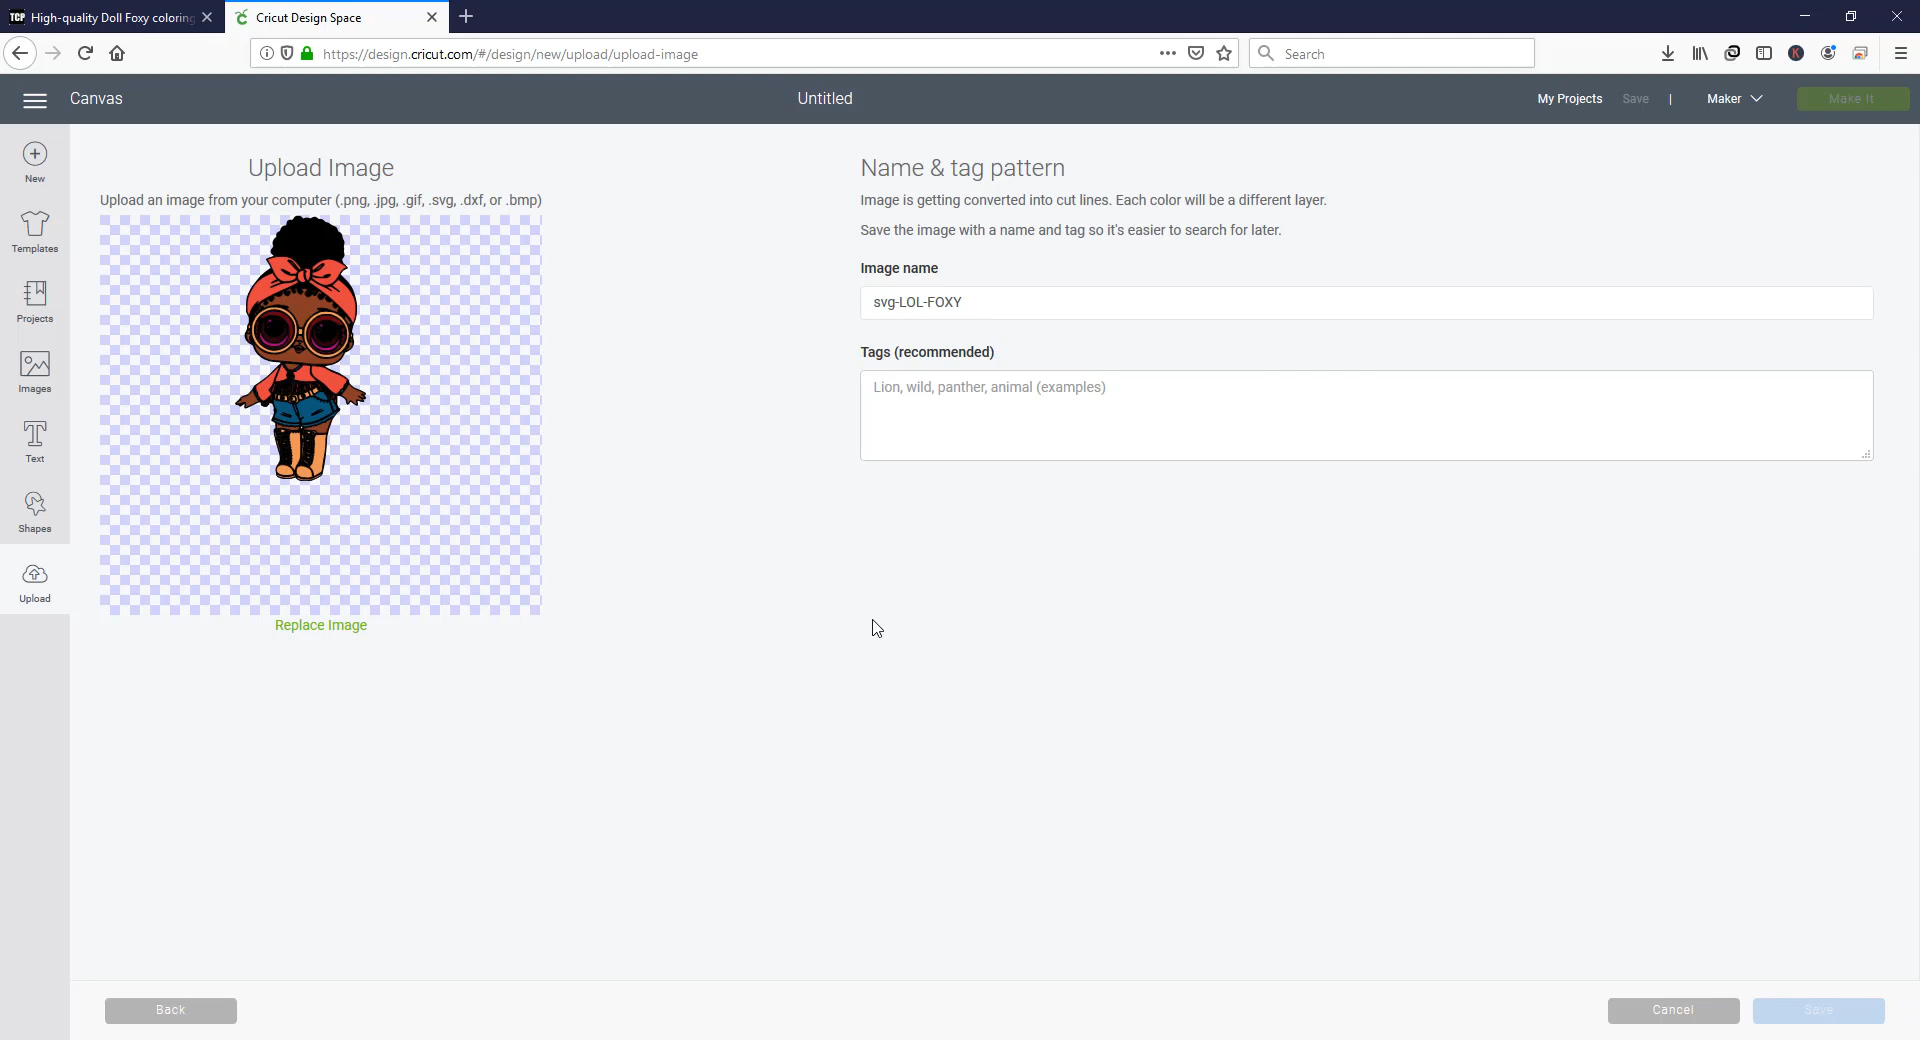 TCP High-quality Doll Foxy coloring
Cricut Design Space
https://design.cricut.com/#/design/new/upload/upload-image
Search
K
Canvas
Untitled
My Projects
Save
|
Maker
Make It
New
Templates
Projects
Images
Text
Shapes
Upload
Upload Image
Upload an image from your computer (.png, .jpg, .gif, .svg, .dxf, or .bmp)
Replace Image
Name & tag pattern
Image is getting converted into cut lines. Each color will be a different layer.
Save the image with a name and tag so it's easier to search for later.
Image name
svg-LOL-FOXY
Tags (recommended)
Lion, wild, panther, animal (examples)
Back
Cancel
Save